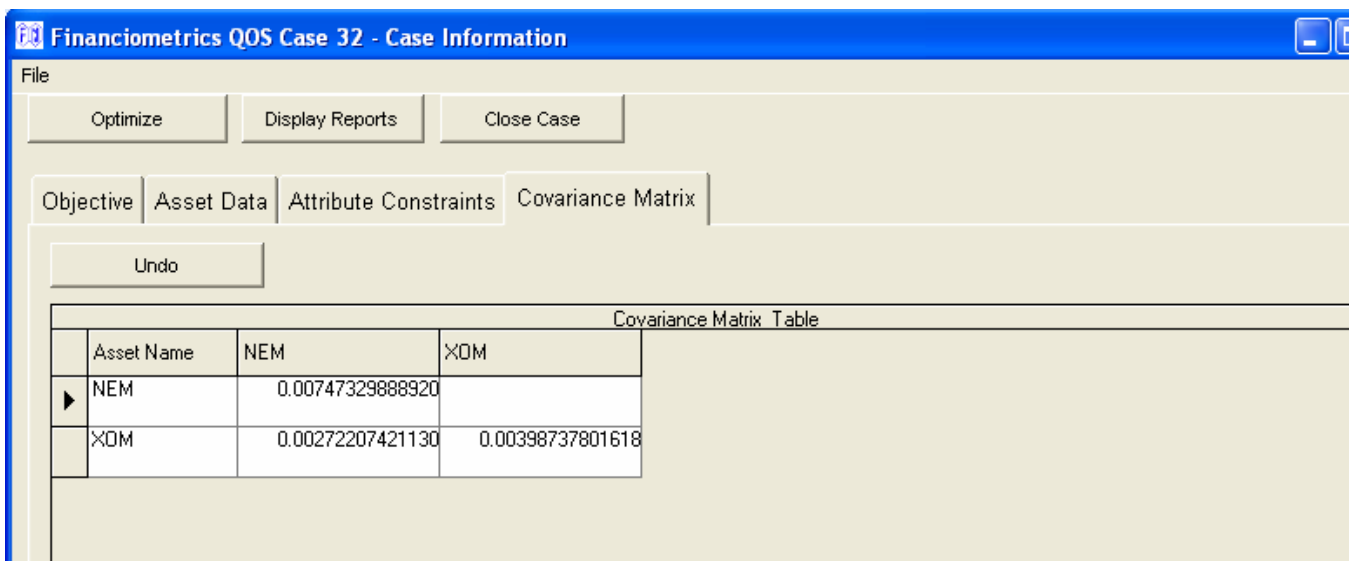 Financiometrics QOS Case 32 - Case Information
File
Optimize Display Reports Close Case
Objective Asset Data Attribute Constraints Covariance Matrix
Undo
Covariance Matrix Table
Asset Name NEM XOM
NEM 0.00747329888920
XOM 0.00272207421130 0.00398737801618